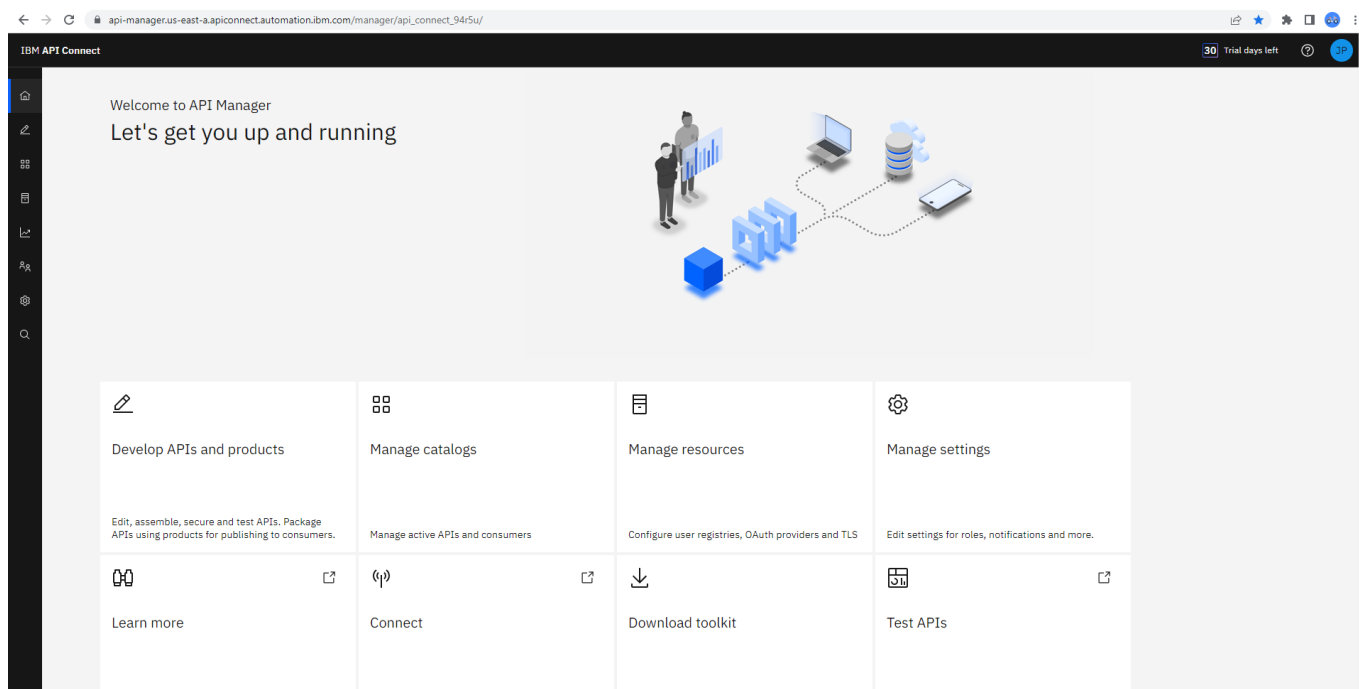 api-manager.us-east-a.apiconnect.automation.ibm.com/manager/api_connect_94r5u/
IBM API Connect
30 Trial days left
JP
Welcome to API Manager
Let's get you up and running
Develop APIs and products
Edit, assemble, secure and test APIs. Package
APIs using products for publishing to consumers.
Manage catalogs
Manage active APIs and consumers
Manage resources
Configure user registries, OAuth providers and TLS
Manage settings
Edit settings for roles, notifications and more.
Learn more
Connect
Download toolkit
Test APIs